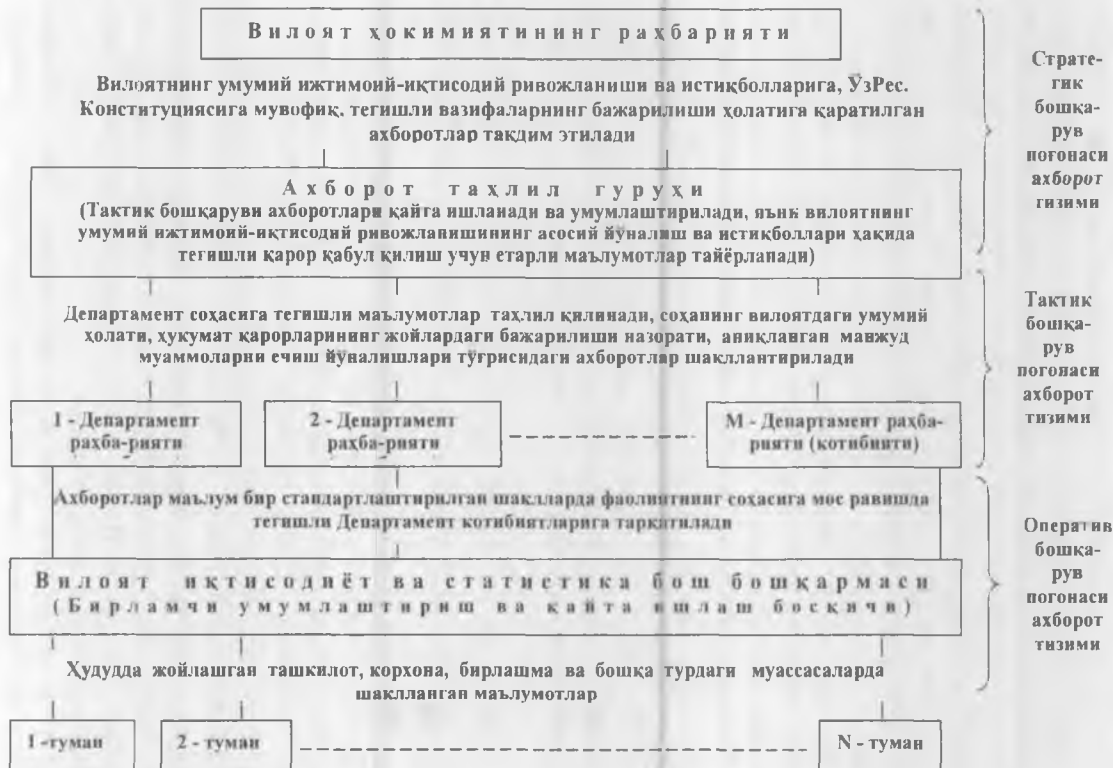 Вилоят ҳокимиятининг раҳбарияти
Вилоятнинг умумий ижтимоий-иқтисодий ривожланиши ва истиқболларига, ЎзРес.
Конституциясига мувофиқ. тегишли вазифаларнинг бажарилиши ҳолатига қаратилган
ахборотлар тақдим этилади
Страте-
гик
бошқа-
рув
поғонаси
ахборот
тизими
Ахборот таҳлил гуруҳи
(Тактик бошқаруви ахборотлари қайта ишланади ва умумлаштирилади, яъни вилоятнинг
умумий ижтимоий-иқтисодий ривожланишининг асосий йўналиш ва истиқболлари ҳақида
тегишли қарор қабул қилиш учун етарли маълумотлар тайёрланади)
Департамент соҳасига тегишли маълумотлар таҳлил қилинади, соҳанинг вилоятдаги умумий
ҳолати, ҳукумат қарорларининг жойлардаги бажарилиши назорати, аниқланган мавжуд
муаммоларни ечиш йўналишлари тўғрисидаги ахборотлар шакллантирилади
Тактик
бошқа-
рув
поғонаси
ахборот
тизими
1 - Департамент
раҳба-рияти
2 - Департамент
раҳба-рияти
М - Департамент раҳба-
рияти (котибияти)
Ахборотлар маълум бир стандартлаштирилган шаклларда фаолиятнинг соҳасига мос равишда
тегишли Департамент котибиятларига тарқатилади
Оператив
бошқа-
рув
поғонаси
ахборот
тизими
Вилоят иқтисодиёт ва статистика бош бошқармаси
(Бирламчи умумлаштириш ва қайта ишлаш босқичи)
Ҳудудда жойлашган ташкилот, корхона, бирлашма ва бошқа турдаги муассасаларда
шаклланган маълумотлар
1 -туман
2 - туман
N - туман